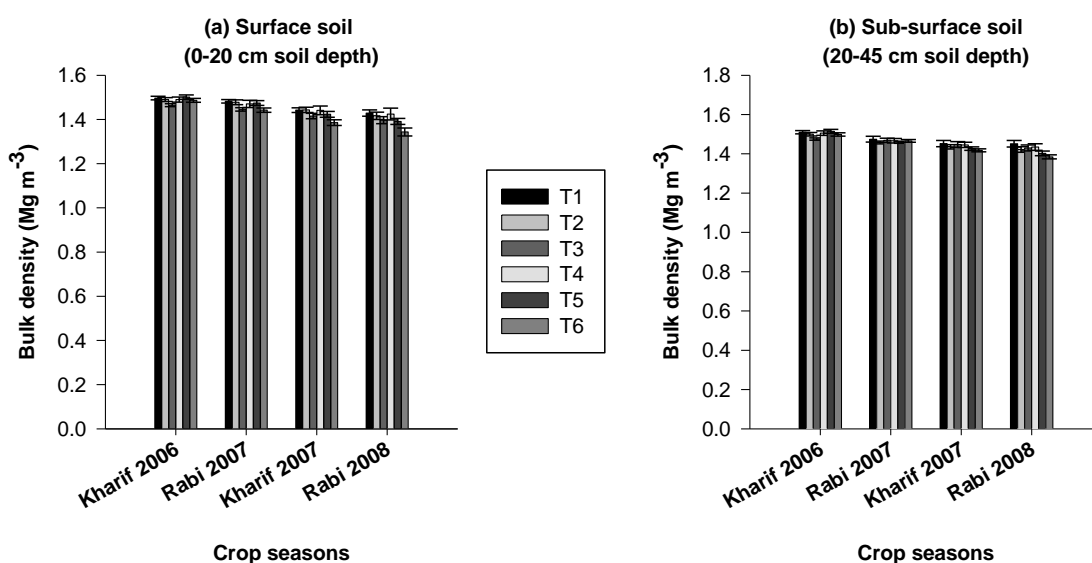 (a) Surface soil
(0-20 cm soil depth)
Bulk density (Mg m-3)
1.6
1.4
1.2
1.0
0.8
0.6
0.4
0.2
0.0
Kharif 2006
Rabi 2007
Kharif 2007
Rabi 2008
Crop seasons
T1
T2
T3
T4
T5
T6
(b) Sub-surface soil
(20-45 cm soil depth)
Bulk density (Mg m-3)
1.8
1.6
1.4
1.2
1.0
0.8
0.6
0.4
0.2
0.0
Kharif 2006
Rabi 2007
Kharif 2007
Rabi 2008
Crop seasons